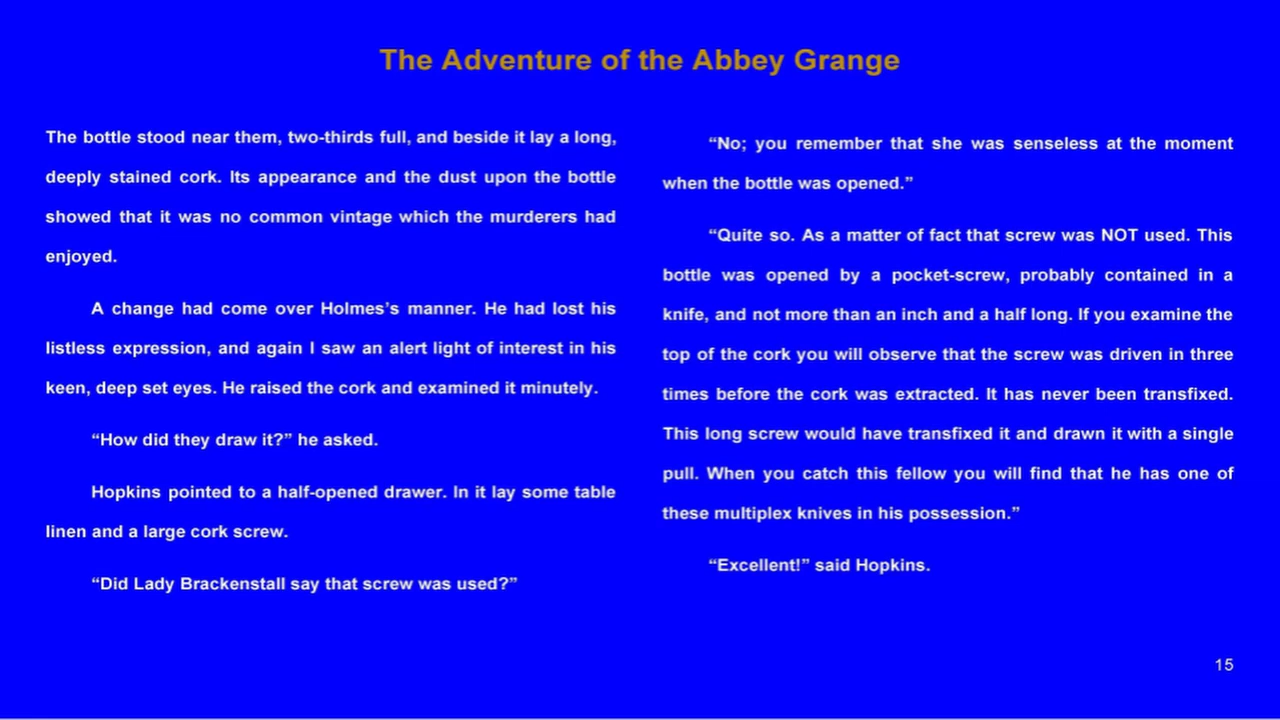 The Adventure of the Abbey Grange
The bottle stood near them, two-thirds full, and beside it lay a long,
deeply stained cork. Its appearance and the dust upon the bottle
showed that it was no common vintage which the murderers had
enjoyed.
A change had come over Holmes’s manner. He had lost his
listless expression, and again I saw an alert light of interest in his
keen, deep set eyes. He raised the cork and examined it minutely.
“How did they draw it?” he asked.
Hopkins pointed to a half-opened drawer. In it lay some table
linen and a large cork screw.
“Did Lady Brackenstall say that screw was used?”
“No; you remember that she was senseless at the moment
when the bottle was opened.”
“Quite so. As a matter of fact that screw was NOT used. This
bottle was opened by a pocket-screw, probably contained in a
knife, and not more than an inch and a half long. If you examine the
top of the cork you will observe that the screw was driven in three
times before the cork was extracted. It has never been transfixed.
This long screw would have transfixed it and drawn it with a single
pull. When you catch this fellow you will find that he has one of
these multiplex knives in his possession.”
“Excellent!” said Hopkins.
15